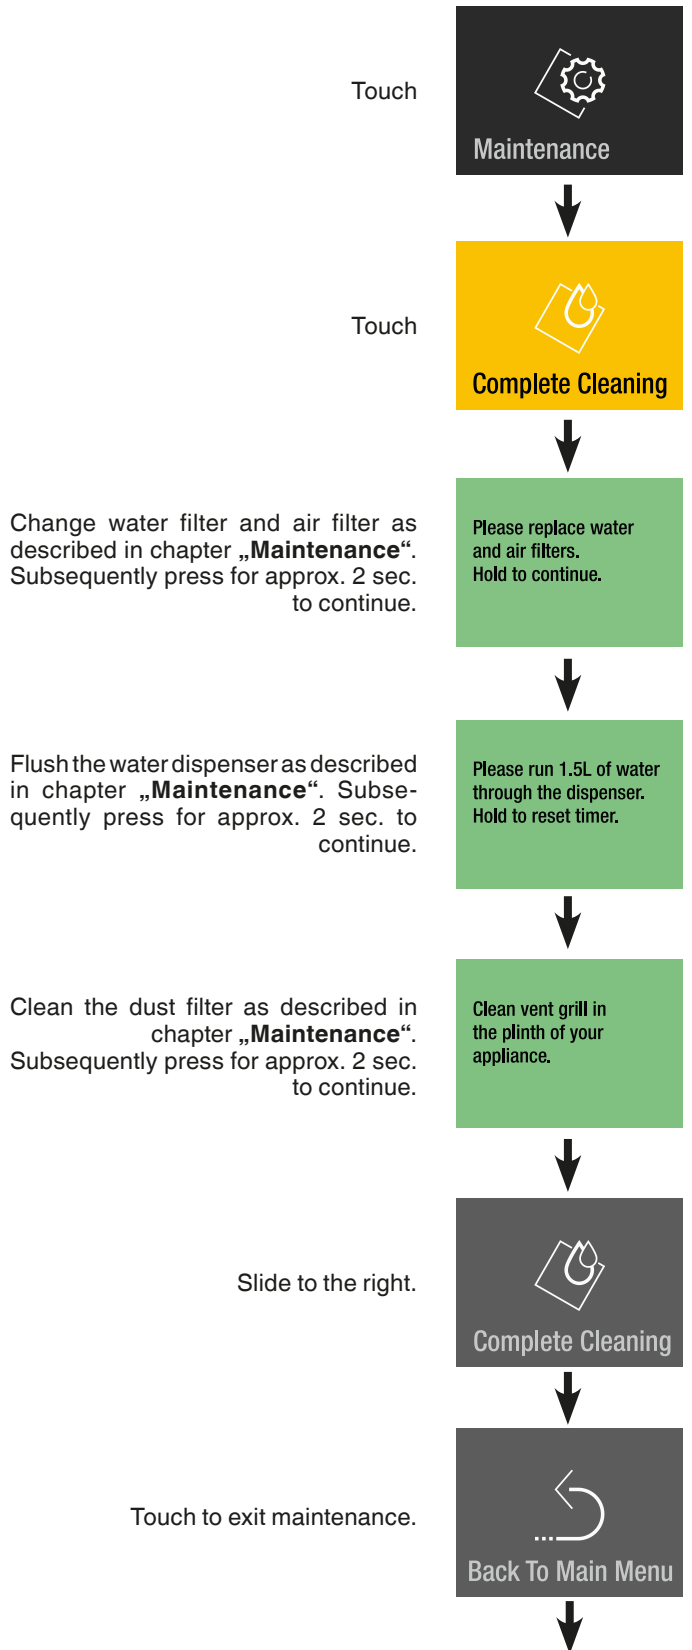 Touch
Maintenance
Touch
Complete Cleaning
Change water filter and air filter as
described in chapter „Maintenance“.
Subsequently press for approx. 2 sec.
to continue.
Please replace water
and air filters.
Hold to continue.
Flush the water dispenser as described
in chapter „Maintenance“. Subse-
quently press for approx. 2 sec. to
continue.
Please run 1.5L of water
through the dispenser.
Hold to reset timer.
Clean the dust filter as described in
chapter „Maintenance“.
Subsequently press for approx. 2 sec.
to continue.
Clean vent grill in
the plinth of your
appliance.
Slide to the right.
Complete Cleaning
Touch to exit maintenance.
Back To Main Menu